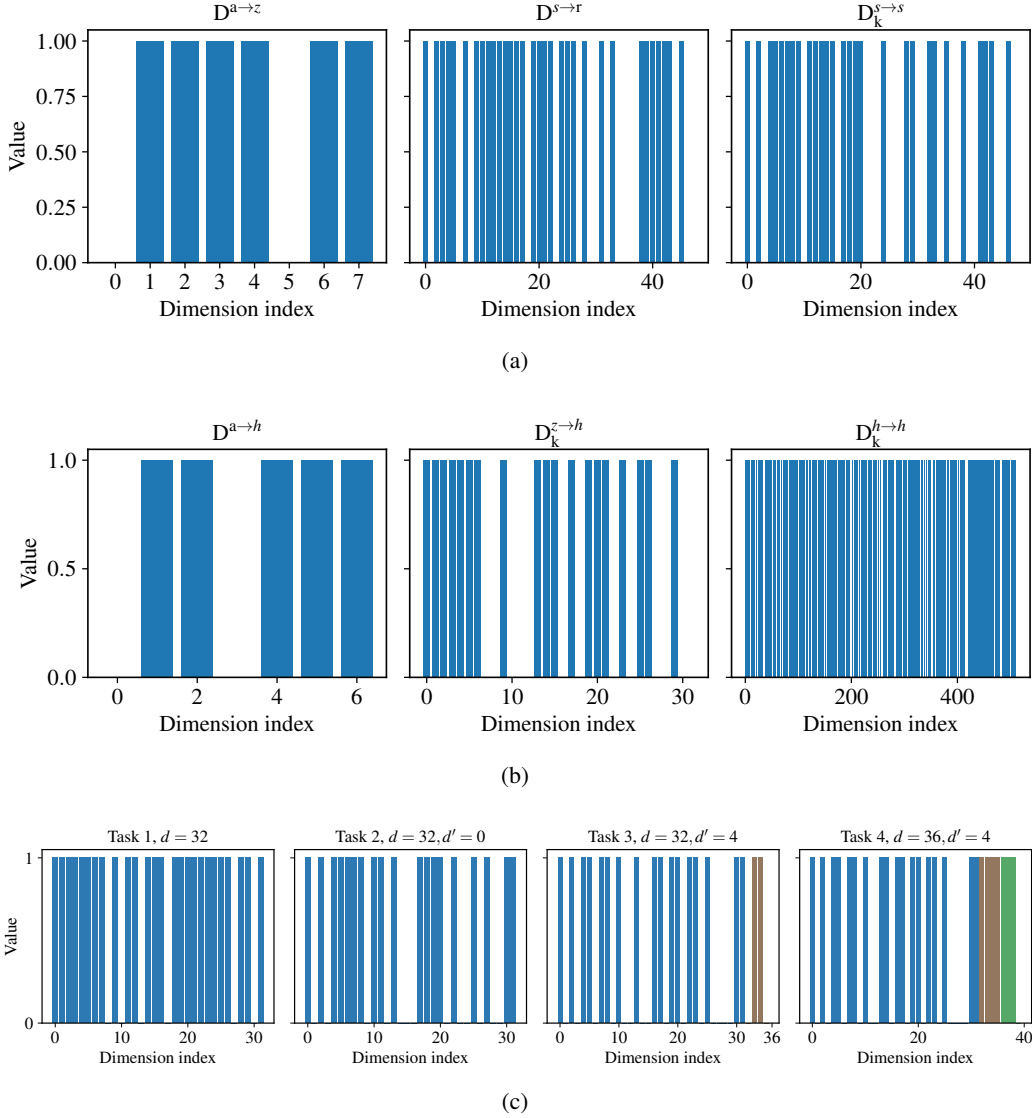 D^{a→z} D^{s→r} D_k^{s→s}
1.00
0.75
0.50
0.25
0.00
Value
0 1 2 3 4 5 6 7 0 20 40 0 20 40
Dimension index Dimension index Dimension index
(a)
D^{a→h} D_k^{z→h} D_k^{h→h}
1.0
0.5
0.0
Value
0 2 4 6 0 10 20 30 0 200 400
Dimension index Dimension index Dimension index
(b)
Task 1, d = 32 Task 2, d = 32, d′ = 0 Task 3, d = 32, d′ = 4 Task 4, d = 36, d′ = 4
1
Value
0
0 10 20 30 0 10 20 30 0 10 20 30 36 0 20 40
Dimension index Dimension index Dimension index Dimension index
(c)